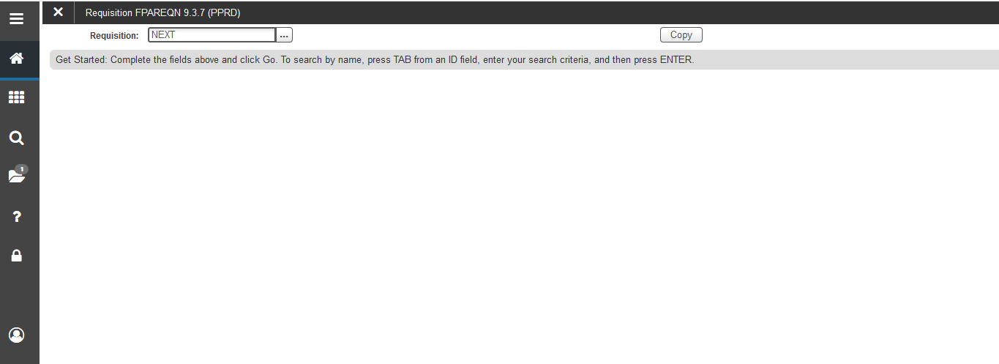 Requisition FPAREQN 9.3.7 (PPRD)
Requisition: NEXT ... Copy
Get Started: Complete the fields above and click Go. To search by name, press TAB from an ID field, enter your search criteria, and then press ENTER.
1
?